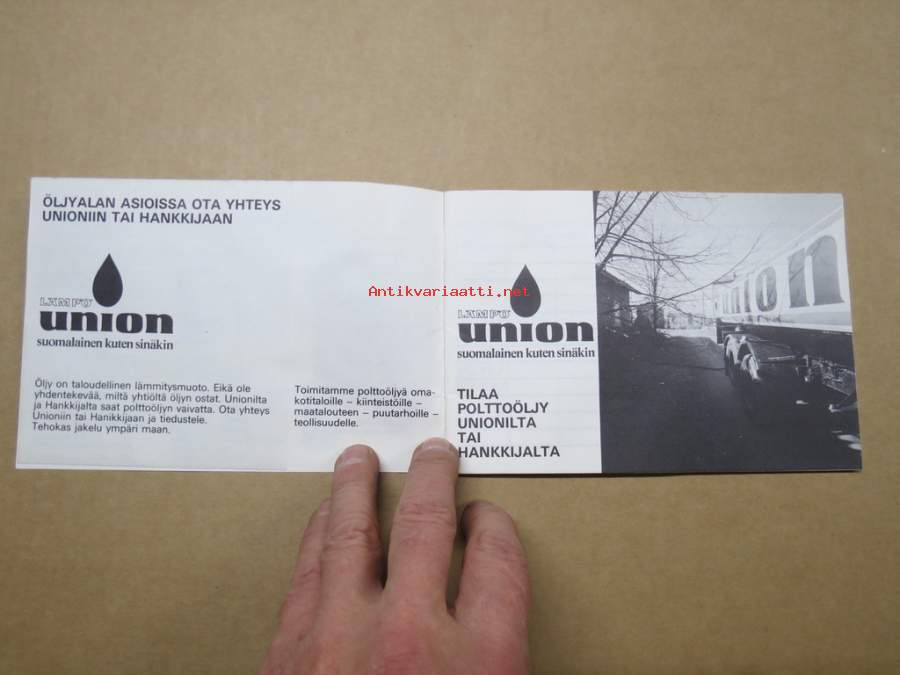 ÖLJYALAN ASIOISSA OTA YHTEYS
UNIONIIN TAI HANKKIJAAN
LÄMPÖ
union
suomalainen kuten sinäkin
Öljy on taloudellinen lämmitysmuoto. Eikä ole
yhdentekevää, miltä yhtiöltä öljyn ostat. Unionilta
ja Hankkijalta saat polttoöljyn vaivatta. Ota yhteys
Unioniin tai Hanikkijaan ja tiedustele.
Tehokas jakelu ympäri maan.
Toimitamme polttoöljyä oma-
kotitaloille – kiinteistöille –
maatalouteen – puutarhoille –
teollisuudelle.
Antikvariaatti.net
LÄMPÖ
union
suomalainen kuten sinäkin
TILAA
POLTTOÖLJY
UNIONILTA
TAI
HANKKIJALTA
union